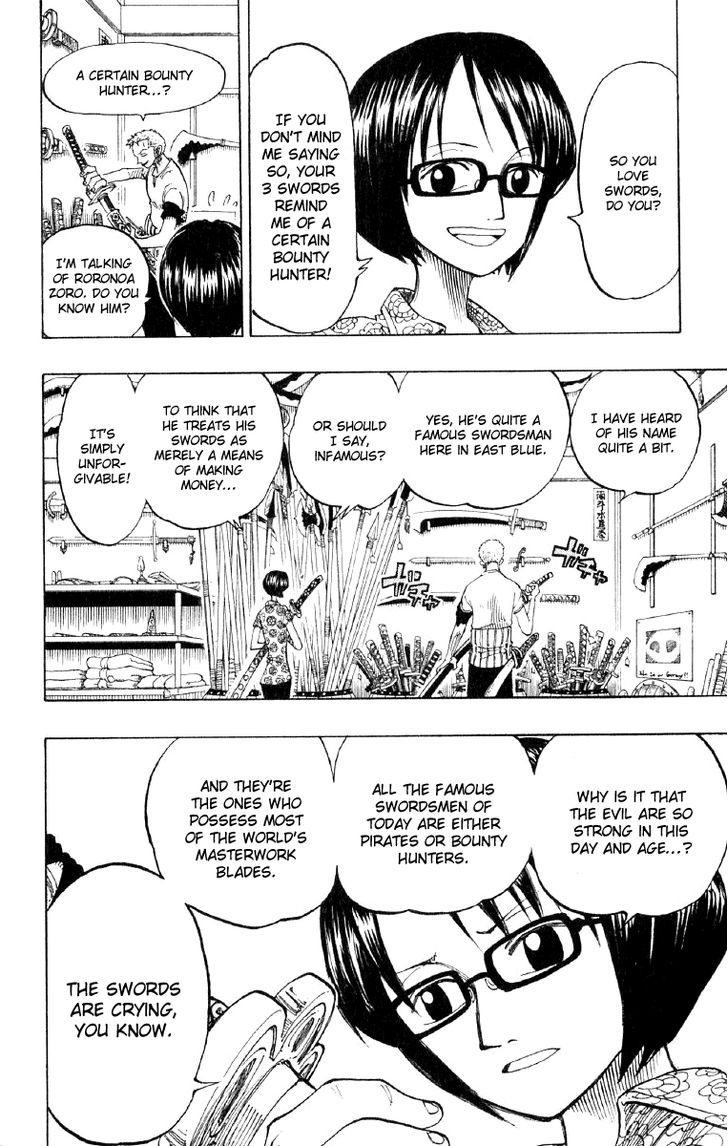 SO YOU
LOVE
SWORDS,
DO YOU?
IF YOU
DON'T MIND
ME SAYING
SO, YOUR
3 SWORDS
REMIND
ME OF A
CERTAIN
BOUNTY
HUNTER!
A CERTAIN BOUNTY
HUNTER...?
I'M TALKING
OF RORONOA
ZORO. DO YOU
KNOW HIM?
I HAVE HEARD
OF HIS NAME
QUITE A BIT.
YES, HE'S QUITE A
FAMOUS SWORDSMAN
HERE IN EAST BLUE.
OR SHOULD
I SAY,
INFAMOUS?
TO THINK THAT
HE TREATS HIS
SWORDS AS
MERELY A MEANS
OF MAKING
MONEY...
IT'S
SIMPLY
UNFOR-
GIVABLE!
ガチャ
ガチャ
WHY IS IT THAT
THE EVIL ARE SO
STRONG IN THIS
DAY AND AGE...?
ALL THE FAMOUS
SWORDSMEN OF
TODAY ARE EITHER
PIRATES OR BOUNTY
HUNTERS.
AND THEY'RE
THE ONES WHO
POSSESS MOST
OF THE WORLD'S
MASTERWORK
BLADES.
THE SWORDS
ARE CRYING,
YOU KNOW.